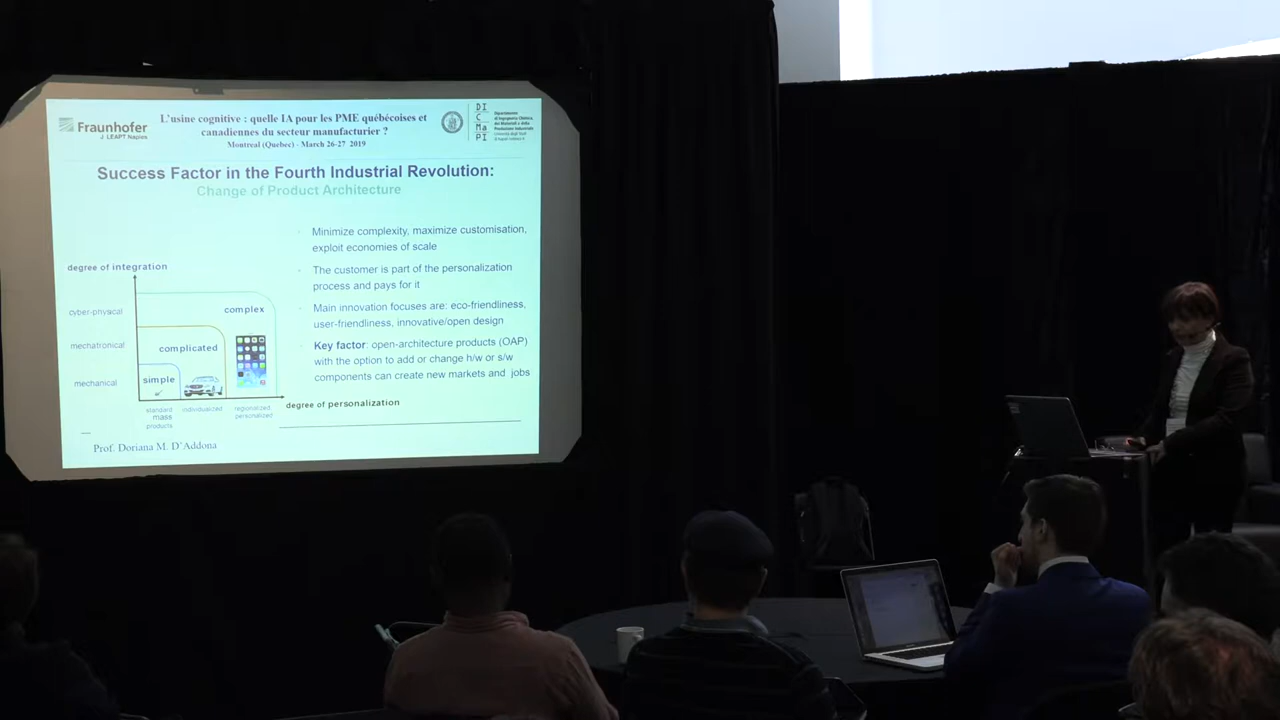 Fraunhofer
J LEAPT Naples
L'usine cognitive : quelle IA pour les PME québécoises et
canadiennes du secteur manufacturier ?
Montreal (Quebec) - March 26-27 2019
DI
C
Ma
PI
Success Factor in the Fourth Industrial Revolution:
Change of Product Architecture
Minimize complexity, maximize customisation,
exploit economies of scale
The customer is part of the personalization
process and pays for it
Main innovation focuses are: eco-friendliness,
user-friendliness, innovative/open design
Key factor: open-architecture products (OAP)
with the option to add or change h/w or s/w
components can create new markets and jobs
degree of integration
cyber-physical
mechatronical
mechanical
complex
complicated
simple
standard
mass
products
individualized
regionalized
personalized
degree of personalization
Prof. Doriana M. D'Addona